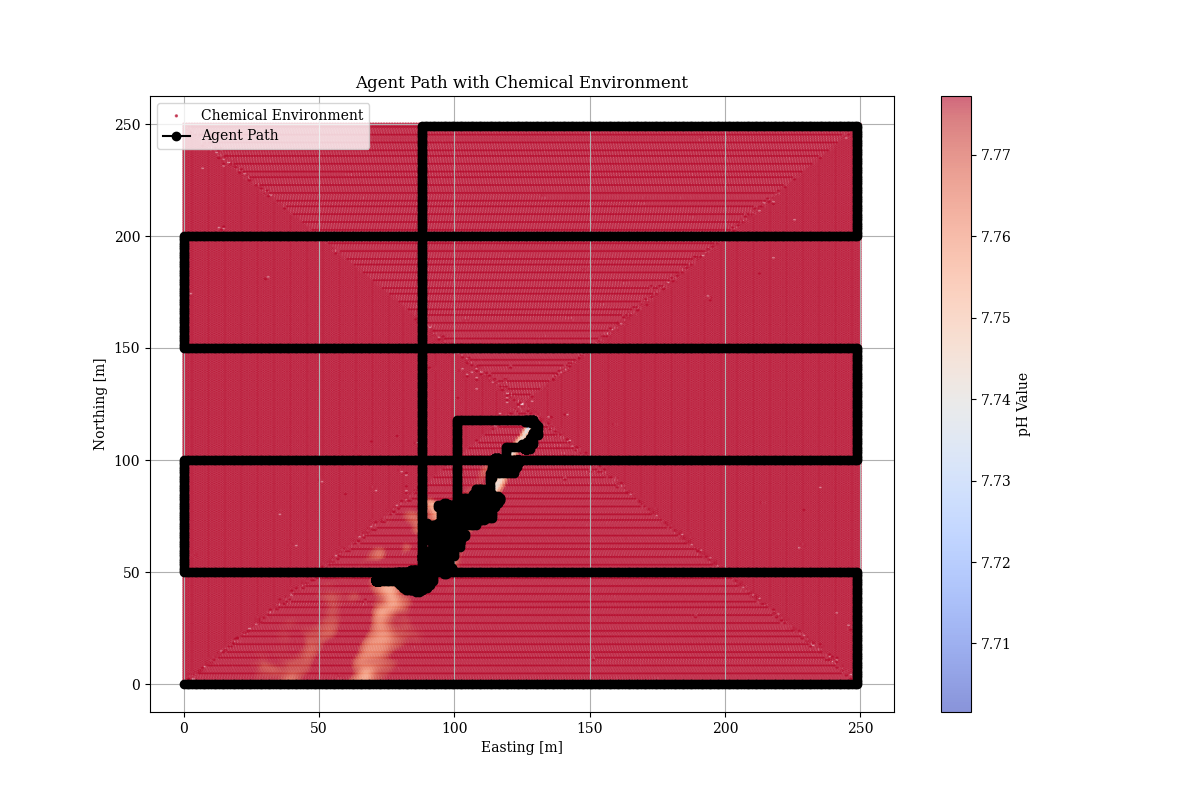 Agent Path with Chemical Environment
Chemical Environment
Agent Path
250
200
150
100
50
0
Northing [m]
0 50 100 150 200 250
Easting [m]
7.77
7.76
7.75
7.74
7.73
7.72
7.71
pH Value